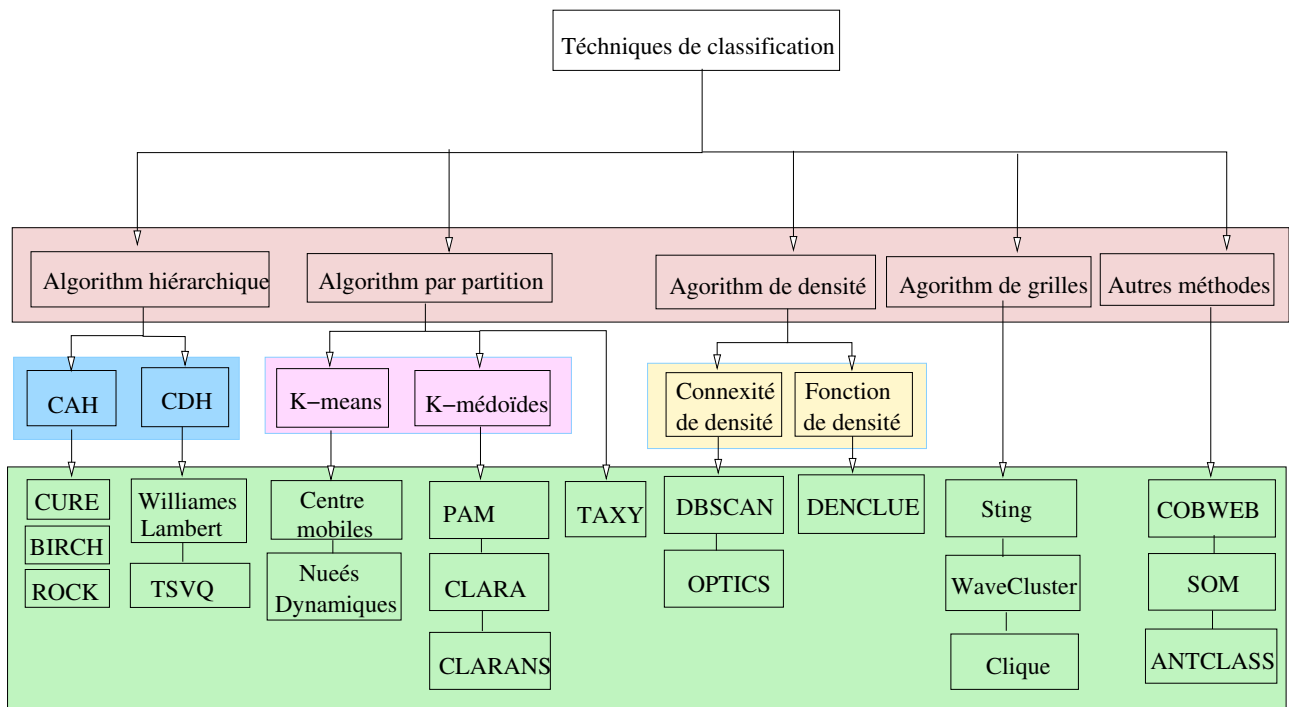 Téchniques de classification
Algorithm hiérarchique
Algorithm par partition
Agorithm de densité
Agorithm de grilles
Autres méthodes
CAH
CDH
K−means
K−médoïdes
Connexité
de densité
Fonction
de densité
CURE
BIRCH
ROCK
Williames
Lambert
TSVQ
Centre
mobiles
Nueés
Dynamiques
PAM
CLARA
CLARANS
TAXY
DBSCAN
OPTICS
DENCLUE
Sting
WaveCluster
Clique
COBWEB
SOM
ANTCLASS